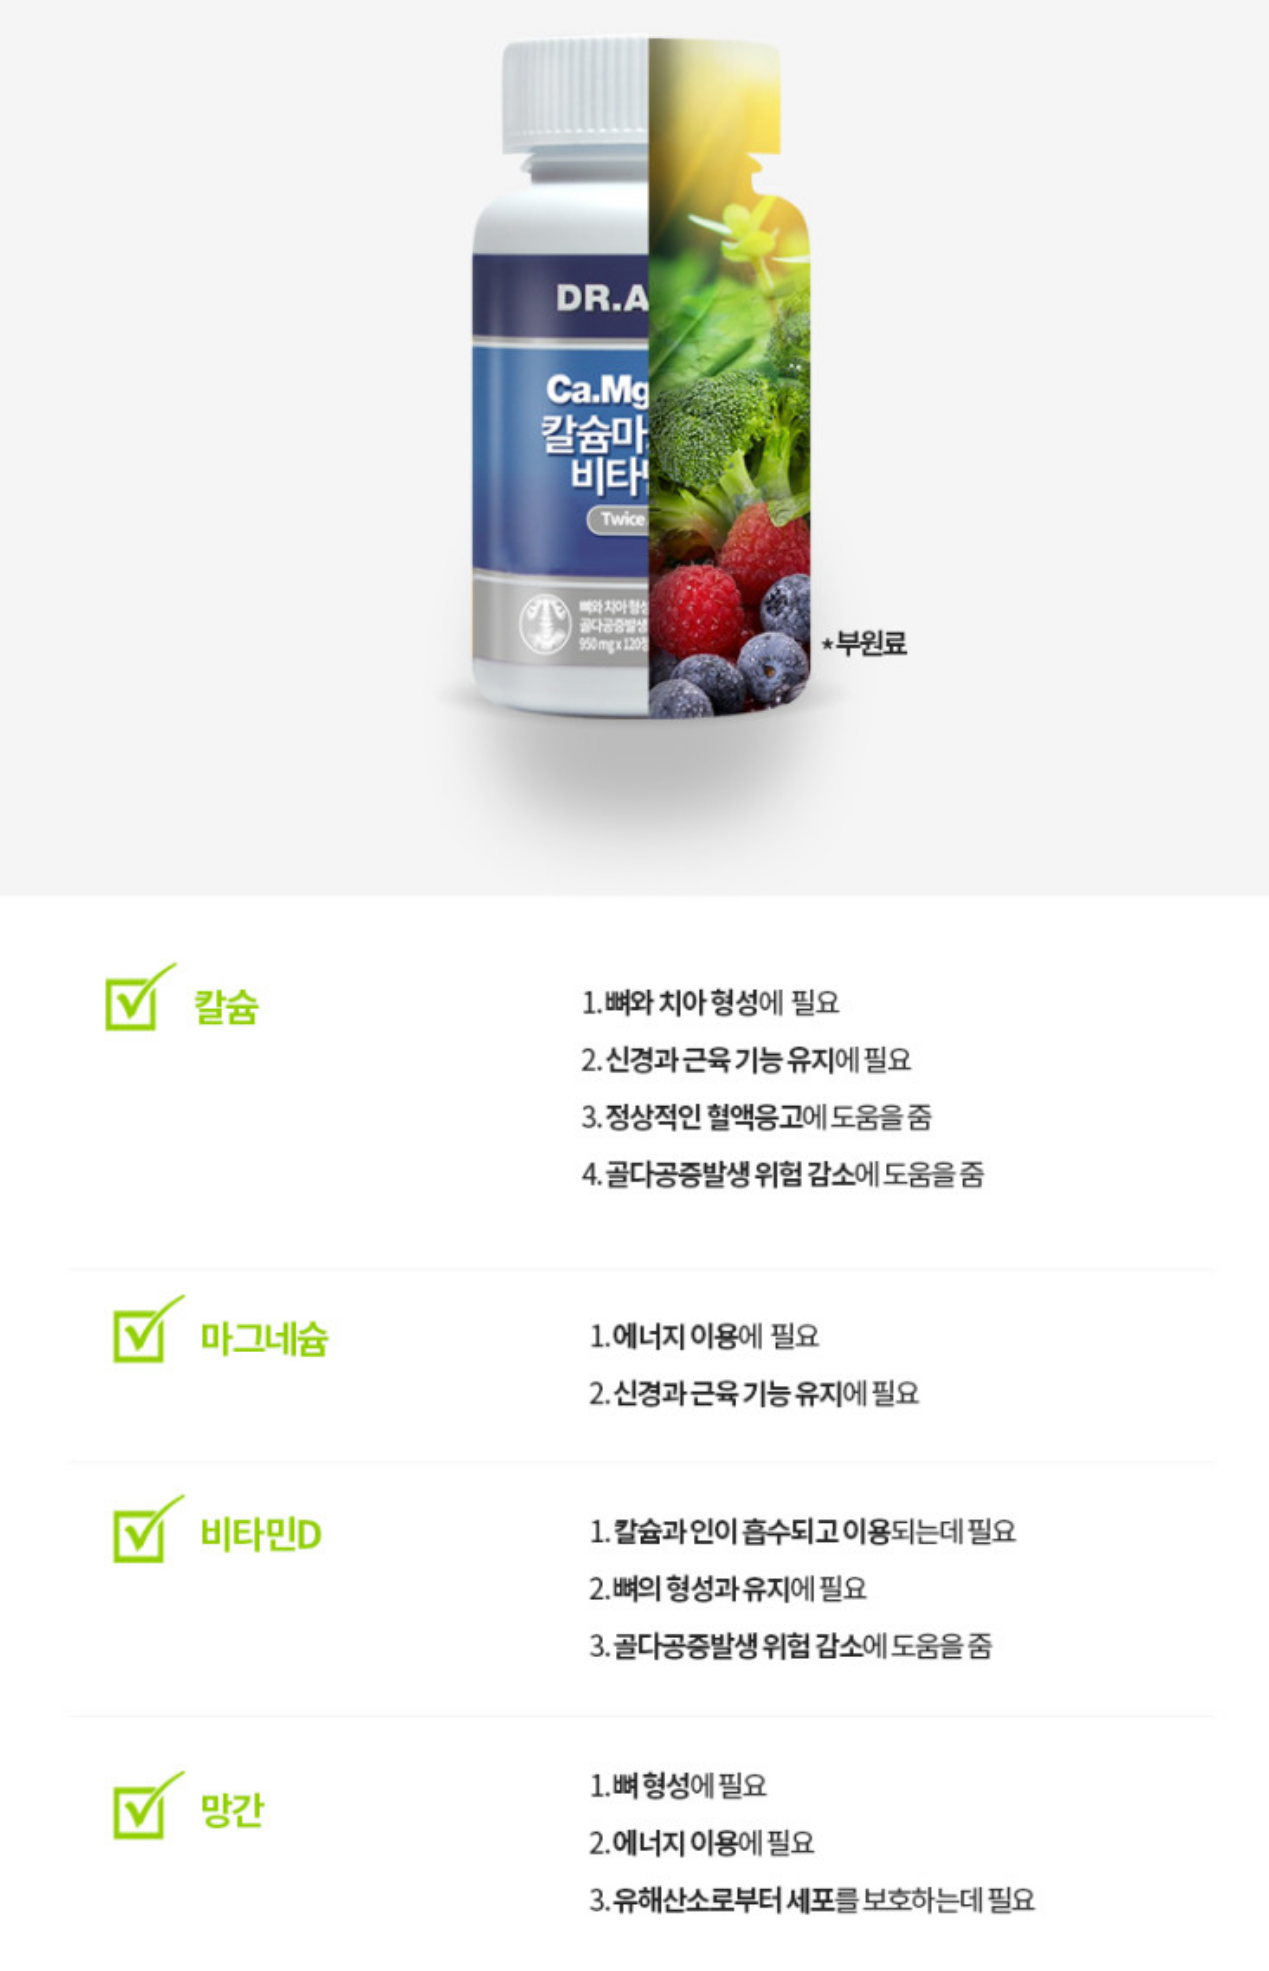 DR.A
Ca.Mg
칼슘마
비타
Twice
뼈와 치아 형성
골다공증발생
950 mg x 120정
*부원료
칼슘
1.뼈와 치아 형성에 필요
2.신경과 근육 기능 유지에 필요
3.정상적인 혈액응고에 도움을 줌
4.골다공증발생 위험 감소에 도움을 줌
마그네슘
1.에너지 이용에 필요
2.신경과 근육 기능 유지에 필요
비타민D
1.칼슘과 인이 흡수되고 이용되는데 필요
2.뼈의 형성과 유지에 필요
3.골다공증발생 위험 감소에 도움을 줌
망간
1.뼈 형성에 필요
2.에너지 이용에 필요
3.유해산소로부터 세포를 보호하는데 필요